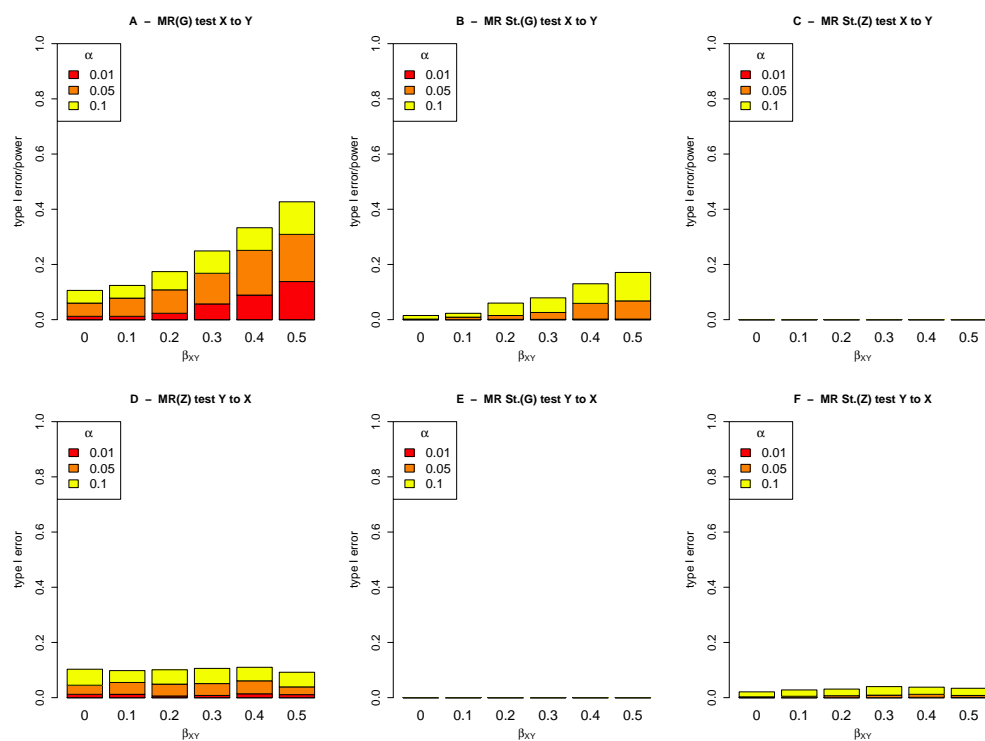 A – MR(G) test X to Y
B – MR St.(G) test X to Y
C – MR St.(Z) test X to Y
type I error/power
0.0 0.2 0.4 0.6 0.8 1.0
α
0.01
0.05
0.1
0 0.1 0.2 0.3 0.4 0.5
βXY
type I error/power
0.0 0.2 0.4 0.6 0.8 1.0
α
0.01
0.05
0.1
0 0.1 0.2 0.3 0.4 0.5
βXY
type I error/power
0.0 0.2 0.4 0.6 0.8 1.0
α
0.01
0.05
0.1
0 0.1 0.2 0.3 0.4 0.5
βXY
D – MR(Z) test Y to X
E – MR St.(G) test Y to X
F – MR St.(Z) test Y to X
type I error
0.0 0.2 0.4 0.6 0.8 1.0
α
0.01
0.05
0.1
0 0.1 0.2 0.3 0.4 0.5
βXY
type I error
0.0 0.2 0.4 0.6 0.8 1.0
α
0.01
0.05
0.1
0 0.1 0.2 0.3 0.4 0.5
βXY
type I error
0.0 0.2 0.4 0.6 0.8 1.0
α
0.01
0.05
0.1
0 0.1 0.2 0.3 0.4 0.5
βXY